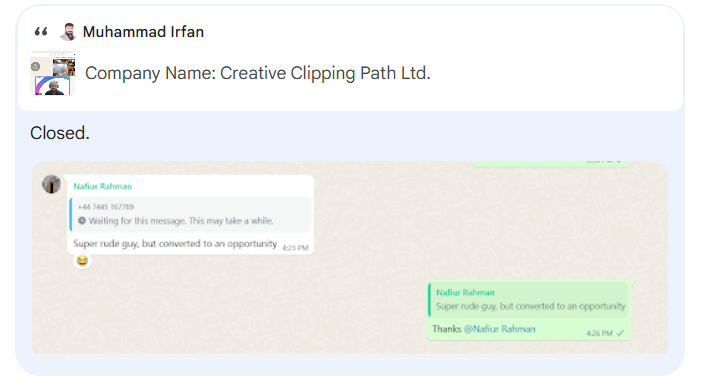 Muhammad Irfan
Company Name: Creative Clipping Path Ltd.
Closed.
Nafiur Rahman
+44 7445 167789
Waiting for this message. This may take a while.
Super rude guy, but converted to an opportunity 4:23 PM
Nafiur Rahman
Super rude guy, but converted to an opportunity
Thanks @Nafiur Rahman 4:26 PM